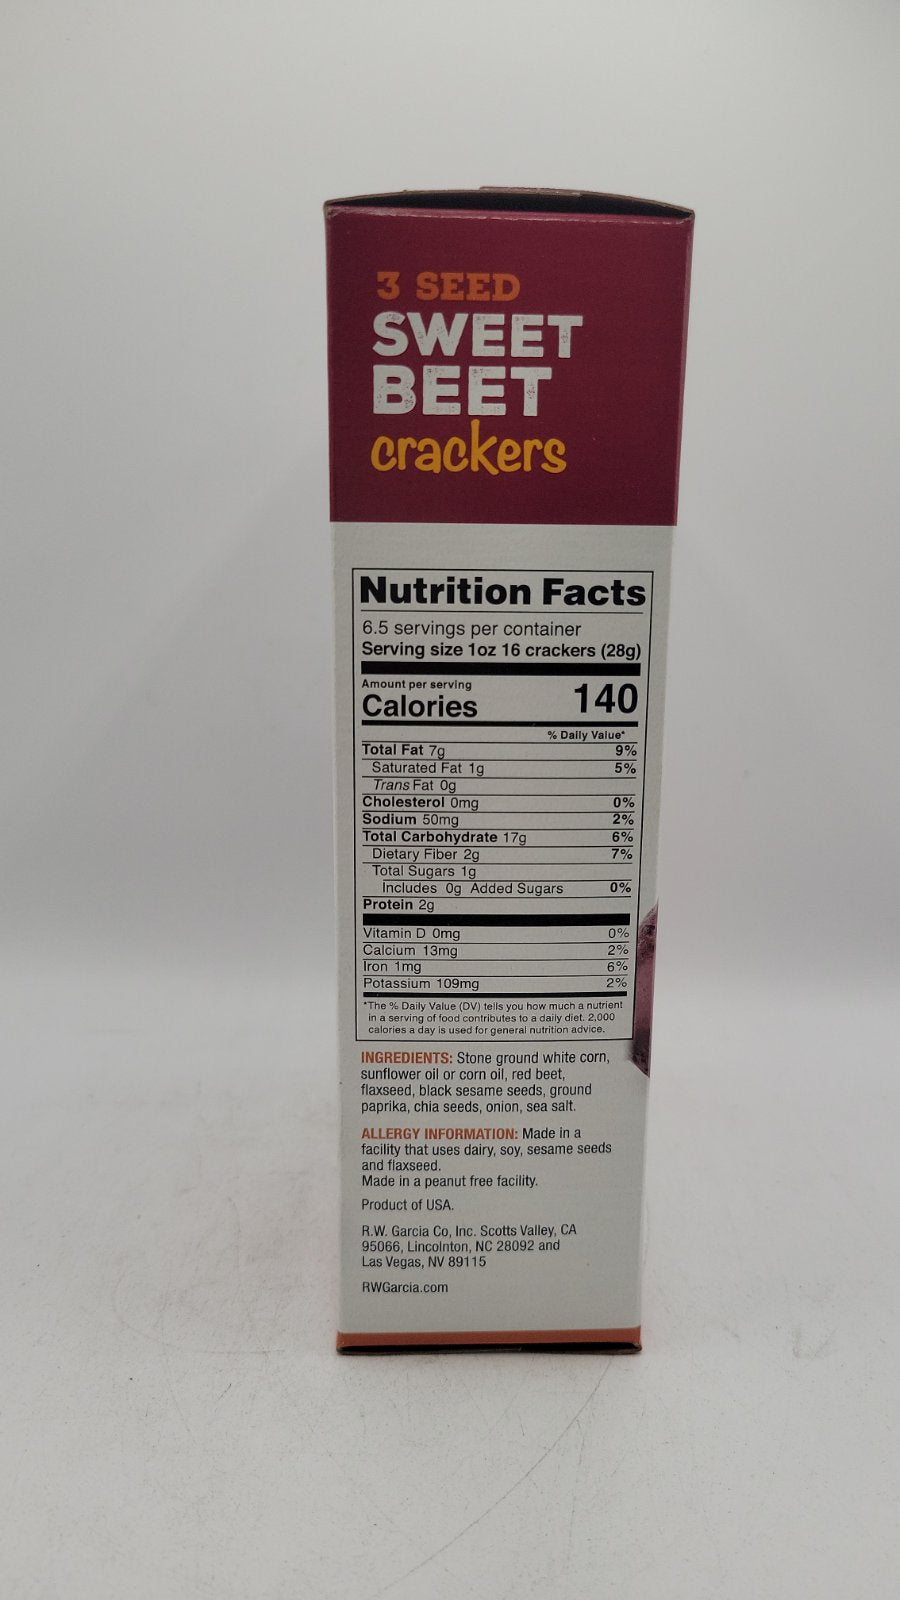 3 SEED
SWEET
BEET
crackers
Nutrition Facts
6.5 servings per container
Serving size 1oz 16 crackers (28g)
Amount per serving
Calories 140
% Daily Value*
Total Fat 7g 9%
Saturated Fat 1g 5%
Trans Fat 0g
Cholesterol 0mg 0%
Sodium 50mg 2%
Total Carbohydrate 17g 6%
Dietary Fiber 2g 7%
Total Sugars 1g
Includes 0g Added Sugars 0%
Protein 2g
Vitamin D 0mg 0%
Calcium 13mg 2%
Iron 1mg 6%
Potassium 109mg 2%
*The % Daily Value (DV) tells you how much a nutrient
in a serving of food contributes to a daily diet. 2,000
calories a day is used for general nutrition advice.
INGREDIENTS: Stone ground white corn,
sunflower oil or corn oil, red beet,
flaxseed, black sesame seeds, ground
paprika, chia seeds, onion, sea salt.
ALLERGY INFORMATION: Made in a
facility that uses dairy, soy, sesame seeds
and flaxseed.
Made in a peanut free facility.
Product of USA.
R.W. Garcia Co, Inc. Scotts Valley, CA
95066, Lincolnton, NC 28092 and
Las Vegas, NV 89115
RWGarcia.com